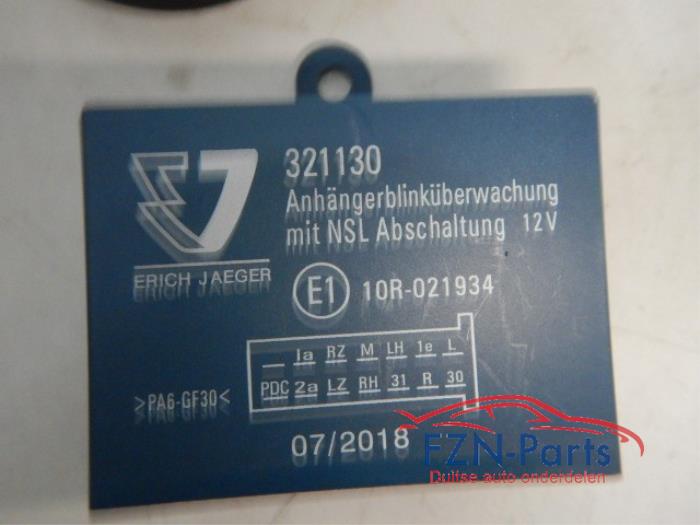 321130
Anhängerblinküberwachung
mit NSL Abschaltung 12V
ERICH JAEGER
E1 10R-021934
Ia RZ M LH 1e L
PDC 2a LZ RH 31 R 30
>PA6-GF30<
07/2018
FZN-Parts
Duitse auto onderdelen